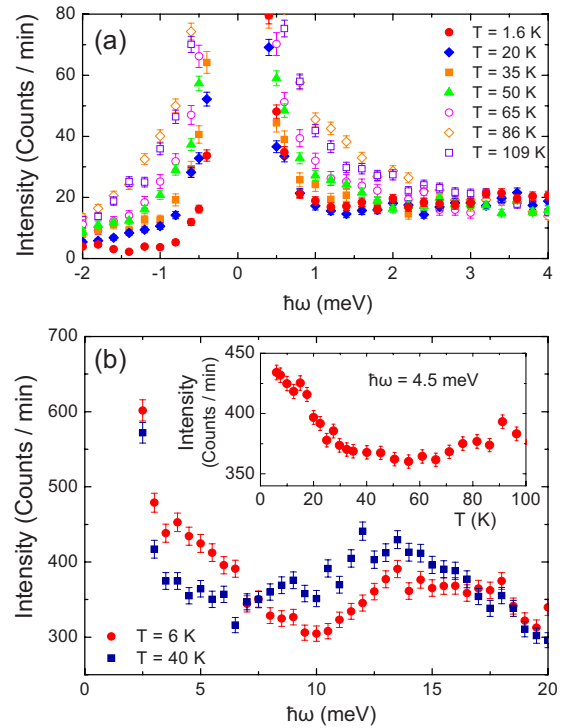 (a)
Intensity (Counts / min)
80
60
40
20
0
T = 1.6 K
T = 20 K
T = 35 K
T = 50 K
T = 65 K
T = 86 K
T = 109 K
-2 -1 0 1 2 3 4
ħω (meV)
(b)
Intensity (Counts / min)
700
600
500
400
300
T = 6 K
T = 40 K
0 5 10 15 20
ħω (meV)
Intensity
(Counts / min)
450
400
350
ħω = 4.5 meV
0 20 40 60 80 100
T (K)